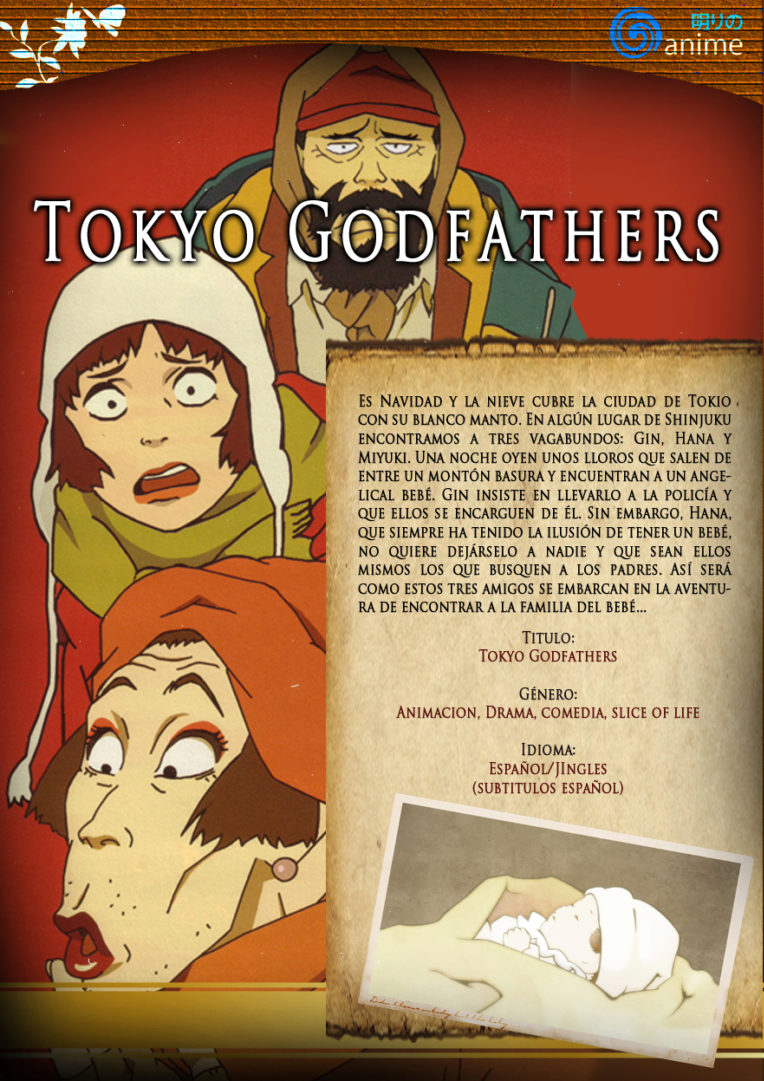 明りの
anime
Tokyo Godfathers
Es Navidad y la nieve cubre la ciudad de Tokio
con su blanco manto. En algún lugar de Shinjuku
encontramos a tres vagabundos: Gin, Hana y
Miyuki. Una noche oyen unos lloros que salen de
entre un montón basura y encuentran a un ange-
lical bebé. Gin insiste en llevarlo a la policía y
que ellos se encarguen de él. Sin embargo, Hana,
que siempre ha tenido la ilusión de tener un bebé,
no quiere dejárselo a nadie y que sean ellos
mismos los que busquen a los padres. Así será
como estos tres amigos se embarcan en la aventu-
ra de encontrar a la familia del bebé...
Titulo:
Tokyo Godfathers
Género:
Animacion, Drama, comedia, slice of life
Idioma:
Español/JIngles
(subtitulos español)